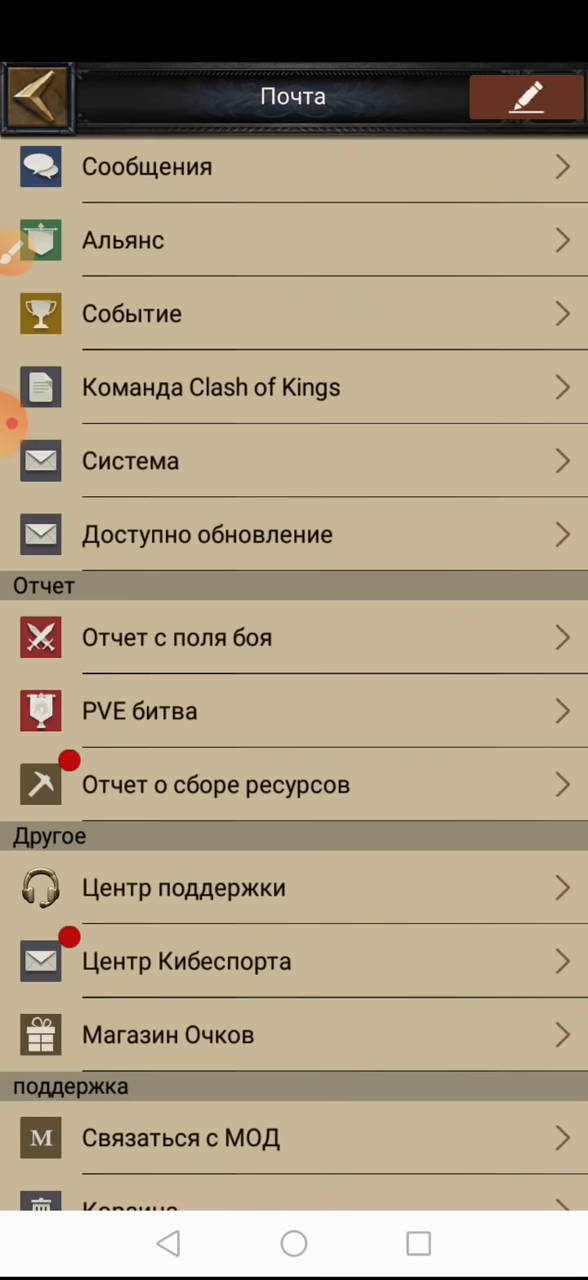 Почта
Сообщения
Альянс
Событие
Команда Clash of Kings
Система
Доступно обновление
Отчет
Отчет с поля боя
PVE битва
Отчет о сборе ресурсов
Другое
Центр поддержки
Центр Кибеспорта
Магазин Очков
поддержка
M
Связаться с МОД
Корзина